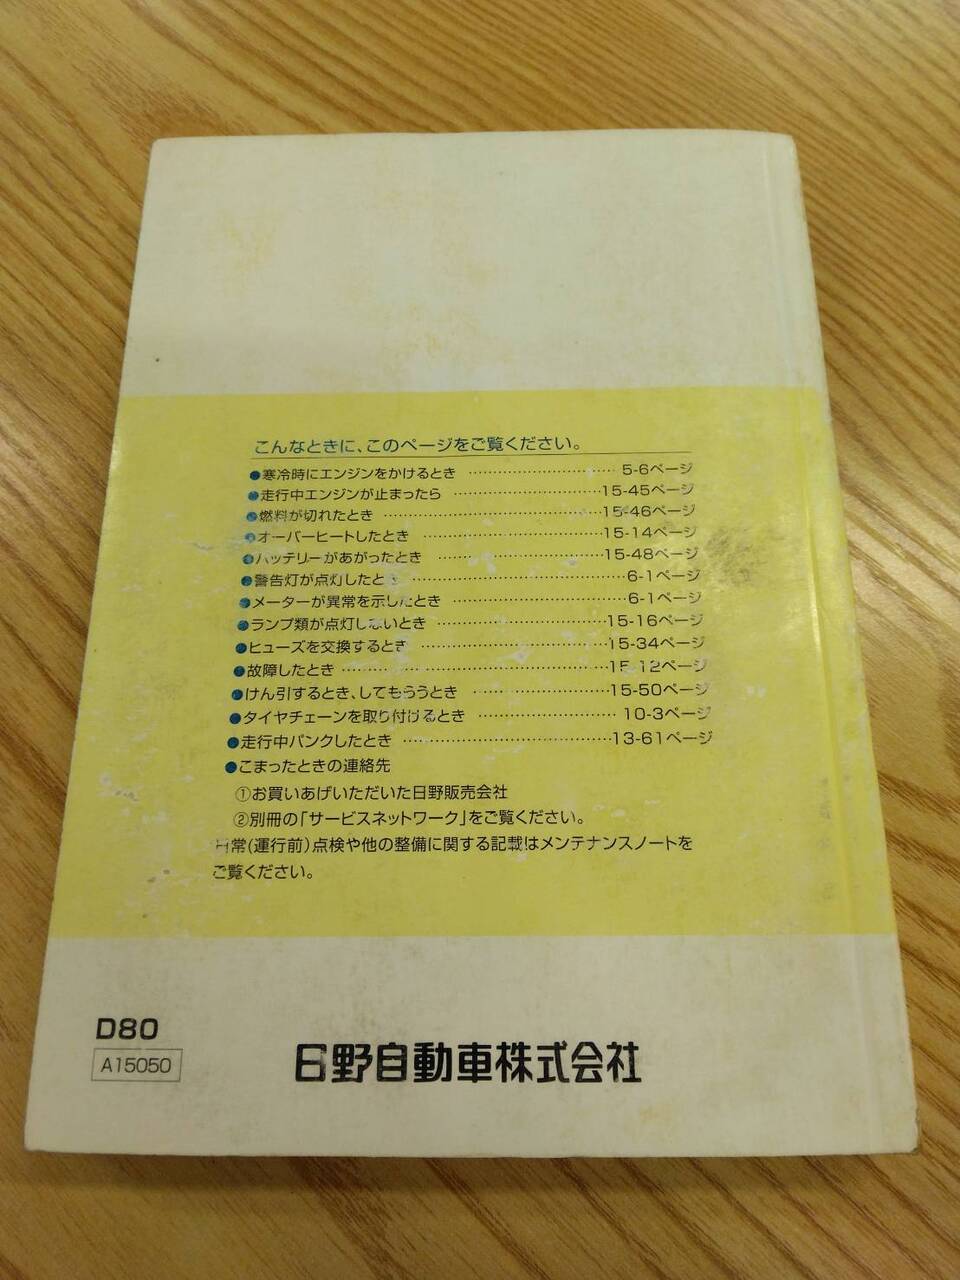 こんなときに、このページをご覧ください。
●寒冷時にエンジンをかけるとき ……………………… 5-6ページ
●走行中エンジンが止まったら ………………………15-45ページ
●燃料が切れたとき …………………………………15-46ページ
●オーバーヒートしたとき ……………………………15-14ページ
●バッテリーがあがったとき …………………………15-48ページ
●警告灯が点灯したとき ………………………………6-1ページ
●メーターが異常を示したとき …………………………6-1ページ
●ランプ類が点灯しないとき …………………………15-16ページ
●ヒューズを交換するとき ……………………………15-34ページ
●故障したとき …………………………………………15-12ページ
●けん引するとき、してもらうとき ……………………15-50ページ
●タイヤチェーンを取り付けるとき …………………… 10-3ページ
●走行中パンクしたとき ………………………………13-61ページ
●こまったときの連絡先
①お買いあげいただいた日野販売会社
②別冊の「サービスネットワーク」をご覧ください。
日常(運行前)点検や他の整備に関する記載はメンテナンスノートを
ご覧ください。
D80
A15050
日野自動車株式会社